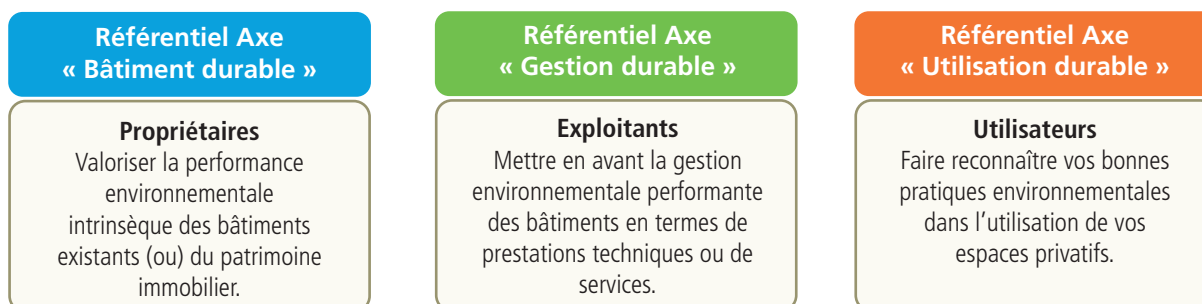 Référentiel Axe
« Bâtiment durable »
Propriétaires
Valoriser la performance
environnementale
intrinsèque des bâtiments
existants (ou) du patrimoine
immobilier.
Référentiel Axe
« Gestion durable »
Exploitants
Mettre en avant la gestion
environnementale performante
des bâtiments en termes de
prestations techniques ou de
services.
Référentiel Axe
« Utilisation durable »
Utilisateurs
Faire reconnaître vos bonnes
pratiques environnementales
dans l’utilisation de vos
espaces privatifs.